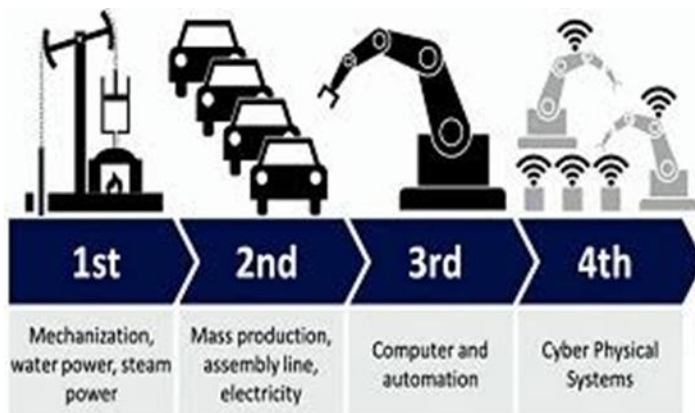 1st
2nd
3rd
4th
Mechanization,
water power, steam
power
Mass production,
assembly line,
electricity
Computer and
automation
Cyber Physical
Systems